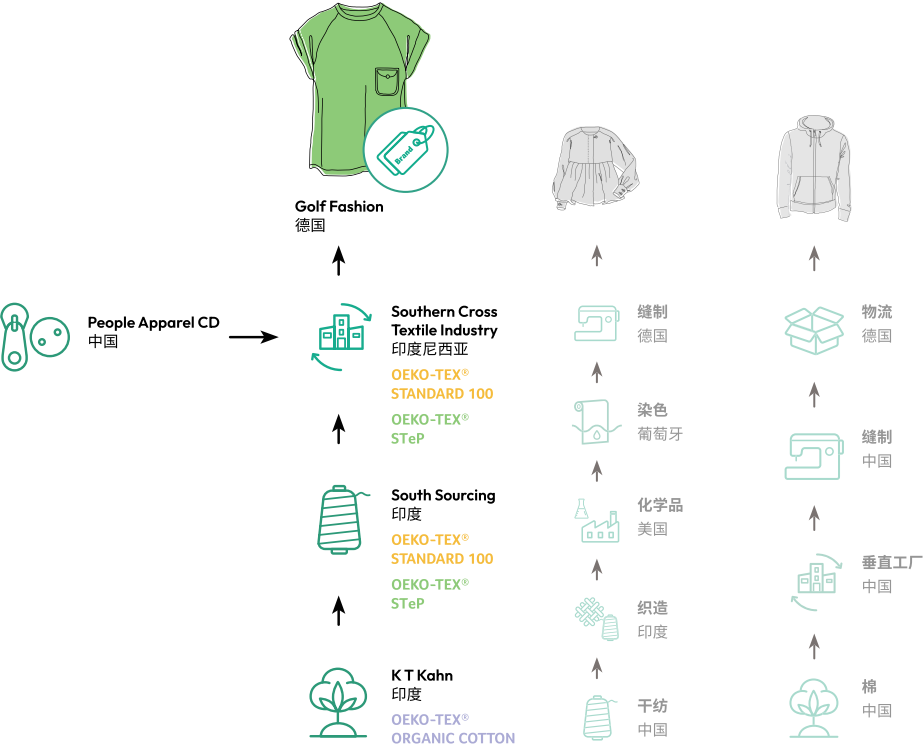 Brand
Golf Fashion
德国
People Apparel CD
中国
Southern Cross
Textile Industry
印度尼西亚
OEKO-TEX®
STANDARD 100
OEKO-TEX®
STeP
South Sourcing
印度
OEKO-TEX®
STANDARD 100
OEKO-TEX®
STeP
K T Kahn
印度
OEKO-TEX®
ORGANIC COTTON
缝制
德国
染色
葡萄牙
化学品
美国
织造
印度
干纺
中国
物流
德国
缝制
中国
垂直工厂
中国
棉
中国